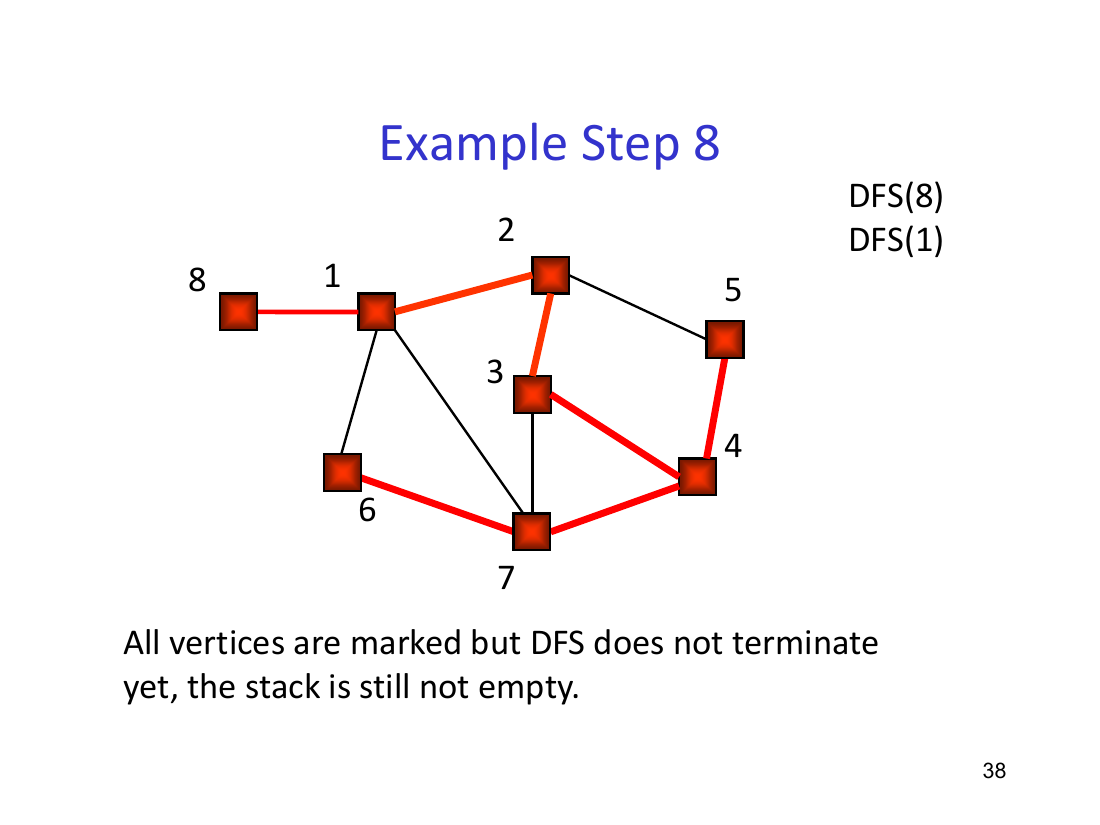 Example Step 8
DFS(8)
DFS(1)
2
8
1
5
3
4
6
7
All vertices are marked but DFS does not terminate
yet, the stack is still not empty.
38